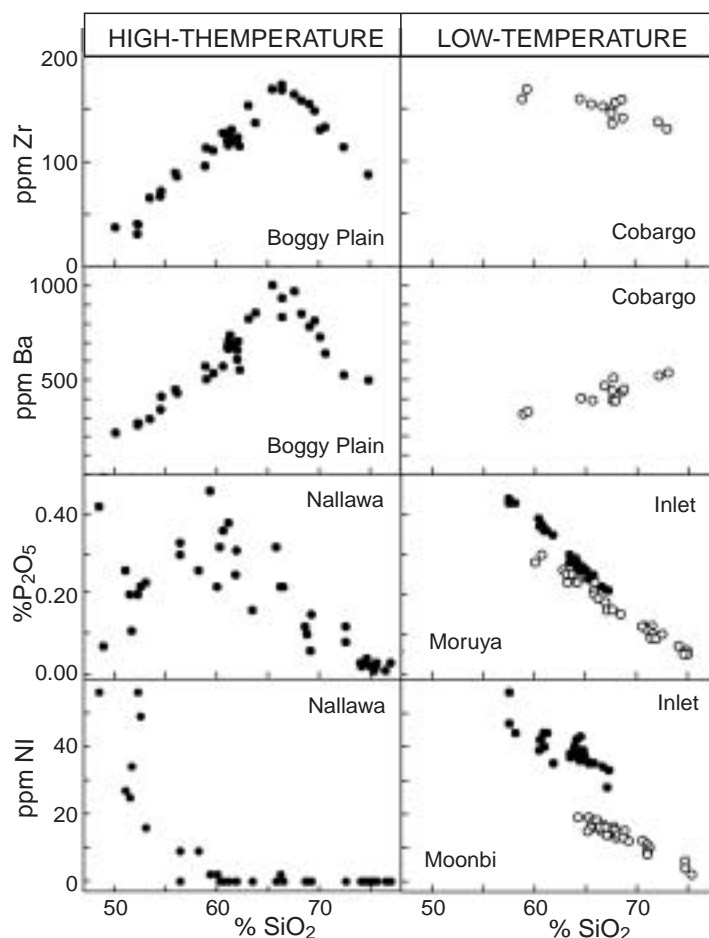 HIGH-THEMPERATURE LOW-TEMPERATURE
200
ppm Zr
100
0
Boggy Plain
Cobargo
1000
ppm Ba
500
Boggy Plain
Cobargo
Nallawa
Inlet
0.40
%P2O5
0.20
0.00
Moruya
Nallawa
Inlet
ppm NI
40
20
0
Moonbi
50 60 70 50 60 70
% SiO2 % SiO2